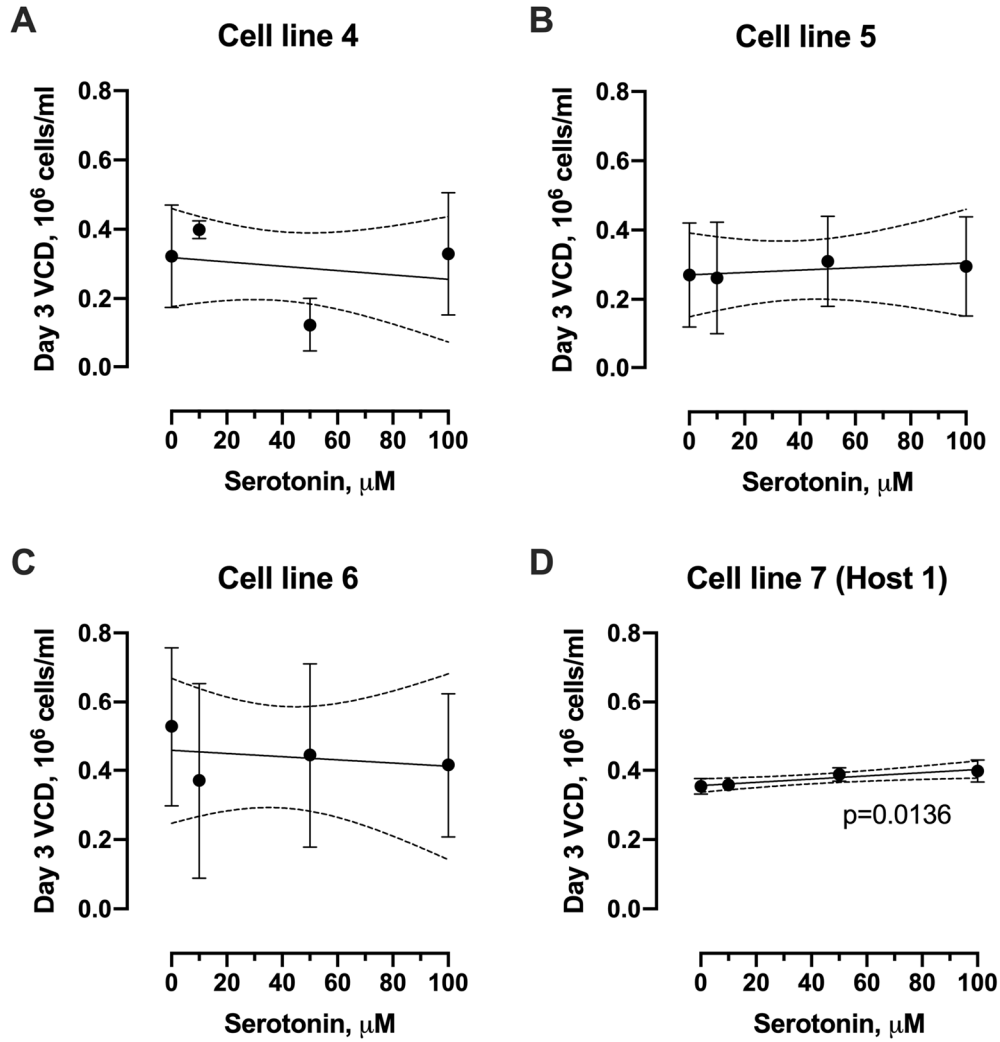 A
Cell line 4
Day 3 VCD, 10⁶ cells/ml
0.8
0.6
0.4
0.2
0.0
0 20 40 60 80 100
Serotonin, μM
B
Cell line 5
Day 3 VCD, 10⁶ cells/ml
0.8
0.6
0.4
0.2
0.0
0 20 40 60 80 100
Serotonin, μM
C
Cell line 6
Day 3 VCD, 10⁶ cells/ml
0.8
0.6
0.4
0.2
0.0
0 20 40 60 80 100
Serotonin, μM
D
Cell line 7 (Host 1)
Day 3 VCD, 10⁶ cells/ml
0.8
0.6
0.4
0.2
0.0
p=0.0136
0 20 40 60 80 100
Serotonin, μM